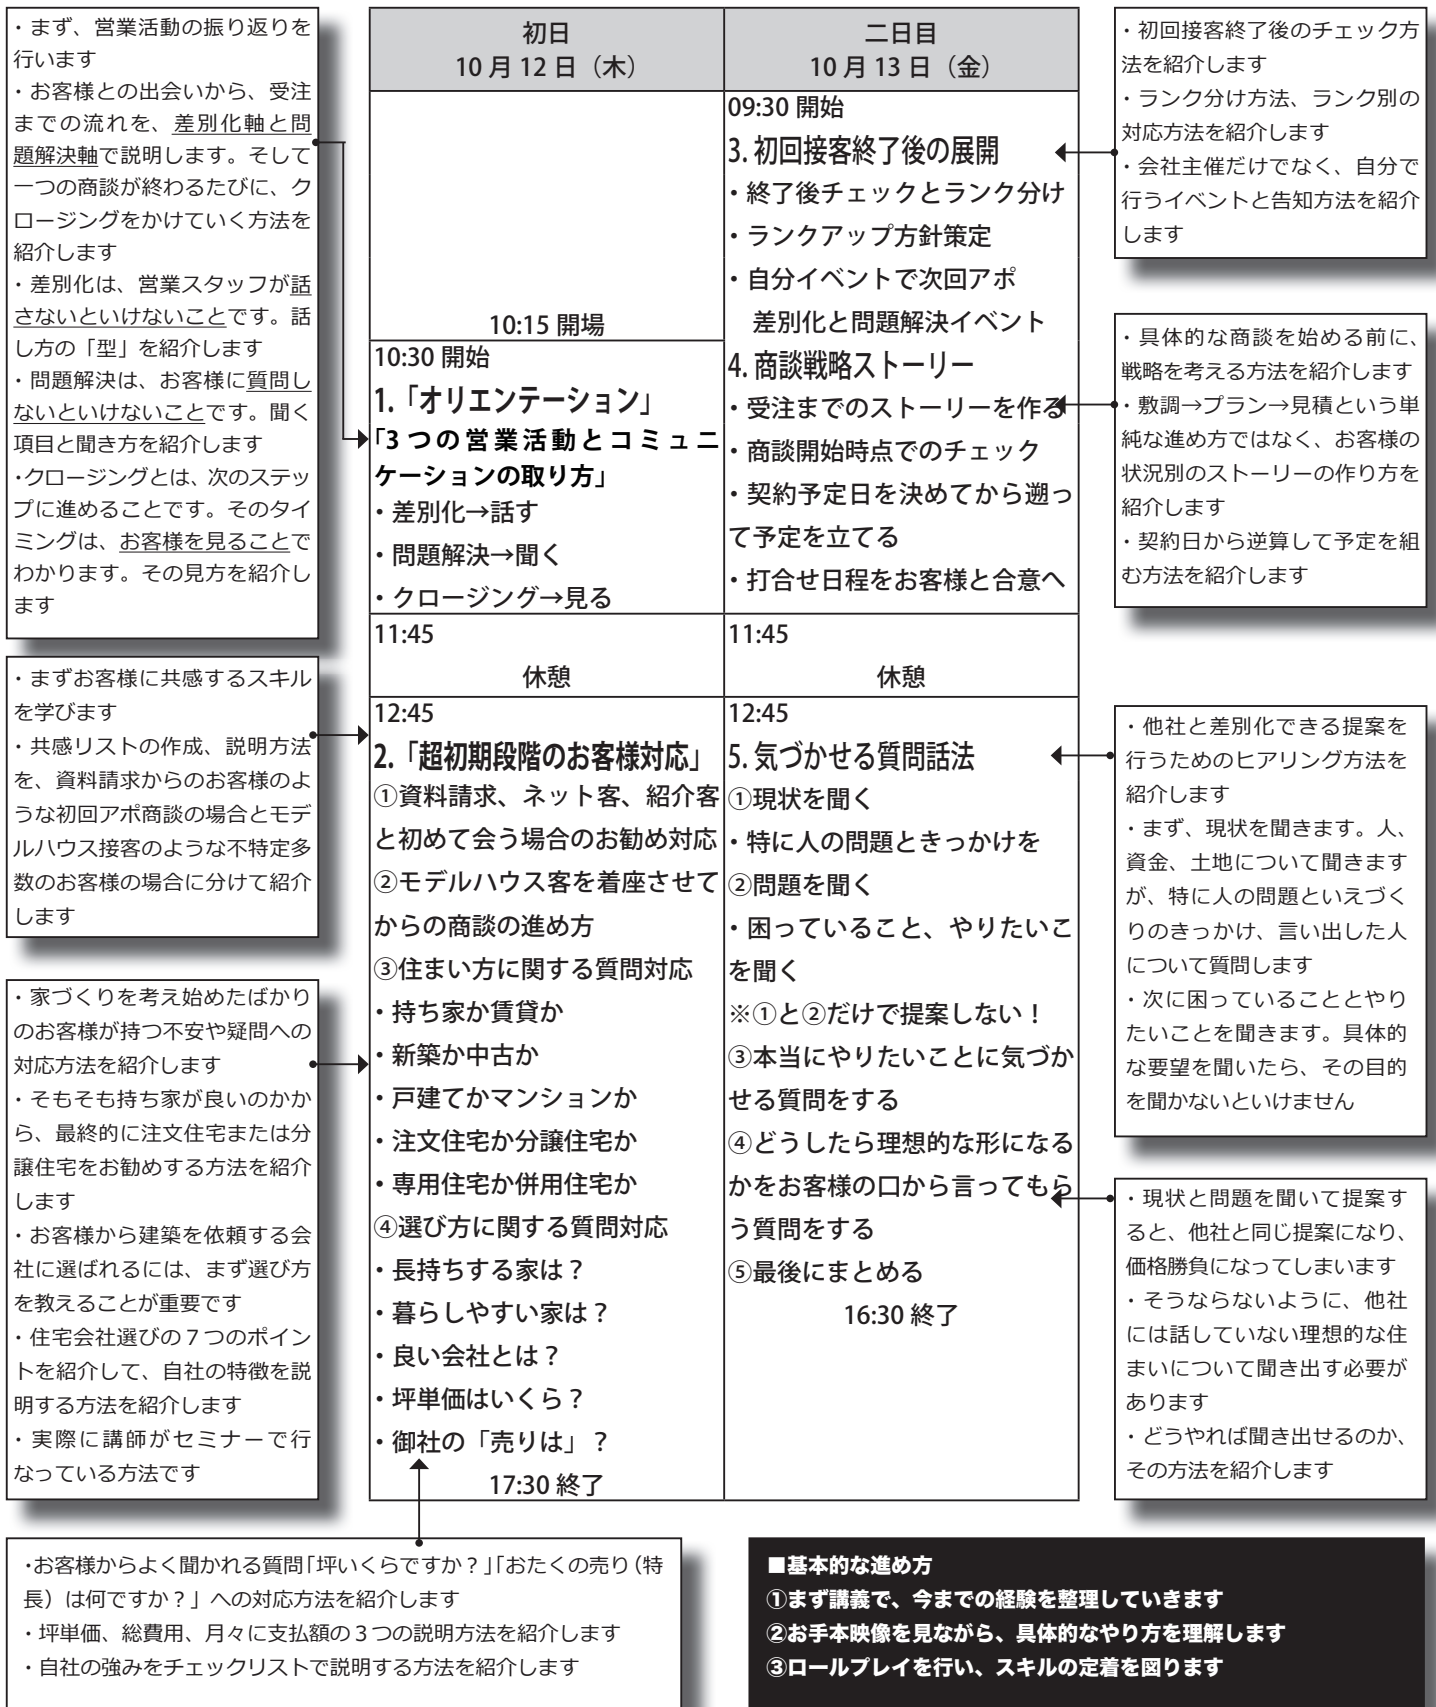 ・まず、営業活動の振り返りを
行います
・お客様との出会いから、受注
までの流れを、差別化軸と問
題解決軸で説明します。そして
一つの商談が終わるたびに、ク
ロージングをかけていく方法を
紹介します
・差別化は、営業スタッフが話
さないといけないことです。話
し方の「型」を紹介します
・問題解決は、お客様に質問し
ないといけないことです。聞く
項目と聞き方を紹介します
・クロージングとは、次のステッ
プに進めることです。そのタイ
ミングは、お客様を見ることで
わかります。その見方を紹介し
ます
・まずお客様に共感するスキル
を学びます
・共感リストの作成、説明方法
を、資料請求からのお客様のよ
うな初回アポ商談の場合とモデ
ルハウス接客のような不特定多
数のお客様の場合に分けて紹介
します
・家づくりを考え始めたばかり
のお客様が持つ不安や疑問への
対応方法を紹介します
・そもそも持ち家が良いのかか
ら、最終的に注文住宅または分
譲住宅をお勧めする方法を紹介
します
・お客様から建築を依頼する会
社に選ばれるには、まず選び方
を教えることが重要です
・住宅会社選びの７つのポイン
トを紹介して、自社の特徴を説
明する方法を紹介します
・実際に講師がセミナーで行
なっている方法です
初日
10 月 12 日（木）
10:15 開場
10:30 開始
1.「オリエンテーション」
「3 つの営業活動とコミュニ
ケーションの取り方」
・差別化→話す
・問題解決→聞く
・クロージング→見る
11:45
休憩
12:45
2.「超初期段階のお客様対応」
①資料請求、ネット客、紹介客
と初めて会う場合のお勧め対応
②モデルハウス客を着座させて
からの商談の進め方
③住まい方に関する質問対応
・持ち家か賃貸か
・新築か中古か
・戸建てかマンションか
・注文住宅か分譲住宅か
・専用住宅か併用住宅か
④選び方に関する質問対応
・長持ちする家は？
・暮らしやすい家は？
・良い会社とは？
・坪単価はいくら？
・御社の「売りは」？
17:30 終了
二日目
10 月 13 日（金）
09:30 開始
3. 初回接客終了後の展開
・終了後チェックとランク分け
・ランクアップ方針策定
・自分イベントで次回アポ
差別化と問題解決イベント
4. 商談戦略ストーリー
・受注までのストーリーを作る
・商談開始時点でのチェック
・契約予定日を決めてから遡っ
て予定を立てる
・打合せ日程をお客様と合意へ
11:45
休憩
12:45
5. 気づかせる質問話法
①現状を聞く
・特に人の問題ときっかけを
②問題を聞く
・困っていること、やりたいこ
を聞く
※①と②だけで提案しない！
③本当にやりたいことに気づか
せる質問をする
④どうしたら理想的な形になる
かをお客様の口から言ってもら
う質問をする
⑤最後にまとめる
16:30 終了
・初回接客終了後のチェック方
法を紹介します
・ランク分け方法、ランク別の
対応方法を紹介します
・会社主催だけでなく、自分で
行うイベントと告知方法を紹介
します
・具体的な商談を始める前に、
戦略を考える方法を紹介します
・敷調→プラン→見積という単
純な進め方ではなく、お客様の
状況別のストーリーの作り方を
紹介します
・契約日から逆算して予定を組
む方法を紹介します
・他社と差別化できる提案を
行うためのヒアリング方法を
紹介します
・まず、現状を聞きます。人、
資金、土地について聞きます
が、特に人の問題といえづく
りのきっかけ、言い出した人
について質問します
・次に困っていることとやり
たいことを聞きます。具体的
な要望を聞いたら、その目的
を聞かないといけません
・現状と問題を聞いて提案す
ると、他社と同じ提案になり、
価格勝負になってしまいます
・そうならないように、他社
には話していない理想的な住
まいについて聞き出す必要が
あります
・どうやれば聞き出せるのか、
その方法を紹介します
・お客様からよく聞かれる質問「坪いくらですか？」「おたくの売り（特
長）は何ですか？」への対応方法を紹介します
・坪単価、総費用、月々に支払額の３つの説明方法を紹介します
・自社の強みをチェックリストで説明する方法を紹介します
■基本的な進め方
①まず講義で、今までの経験を整理していきます
②お手本映像を見ながら、具体的なやり方を理解します
③ロールプレイを行い、スキルの定着を図ります